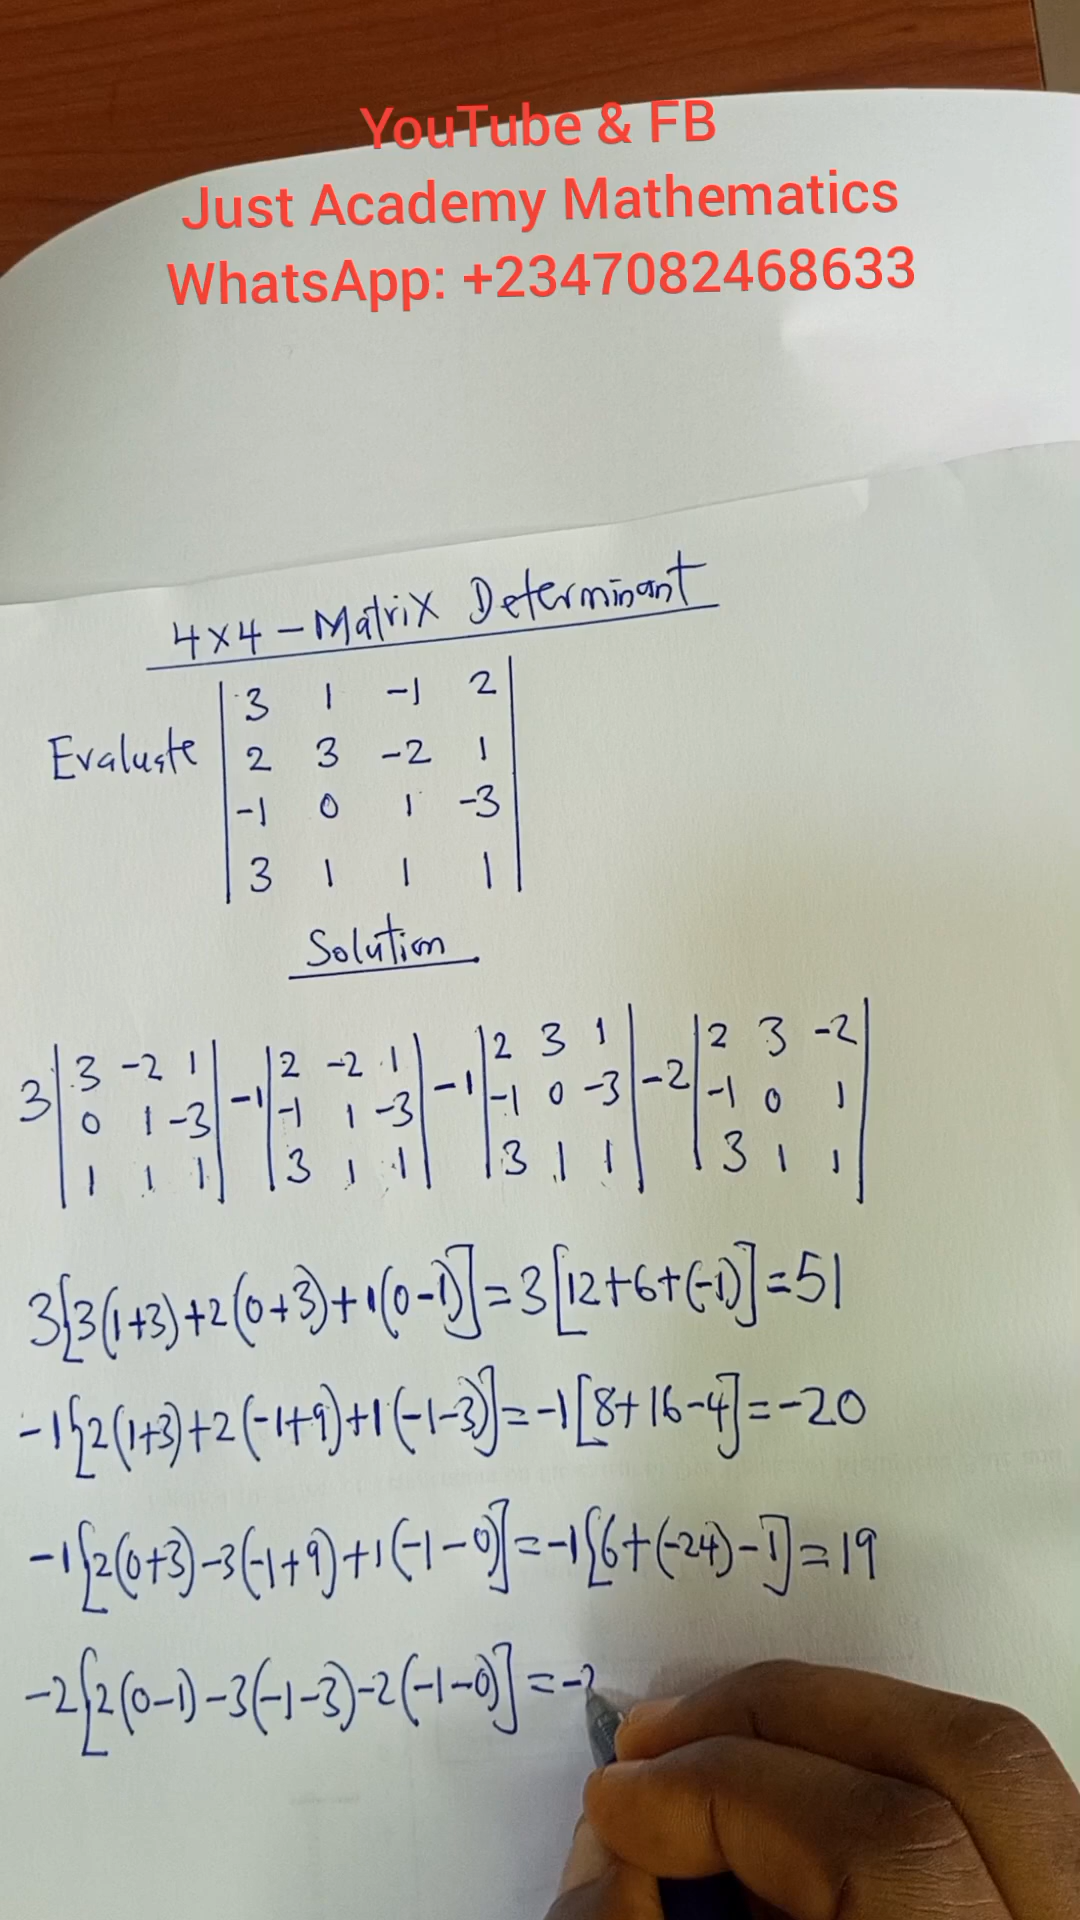 YouTube & FB
Just Academy Mathematics
WhatsApp: +2347082468633
4×4 - Matrix Determinant
Evaluate
| 3 1 -1 2 |
| 2 3 -2 1 |
| -1 0 1 -3 |
| 3 1 1 1 |
Solution
3 | 3 -2 1 | -1 | 2 -2 1 | -1 | 2 3 1 | -2 | 2 3 -2 |
| 0 1 -3 | | -1 1 -3 | | -1 0 -3 | | -1 0 1 |
| 1 1 1 | | 3 1 1 | | 3 1 1 | | 3 1 1 |
3[3(1+3)+2(0+3)+1(0-1)] = 3[12+6+(-1)] = 51
-1[2(1+3)+2(-1+9)+1(-1-3)] = -1[8+16-4] = -20
-1[2(0+3)-3(-1+9)+1(-1-0)] = -1[6+(-24)-1] = 19
-2[2(0-1)-3(-1-3)-2(-1-0)] = -2